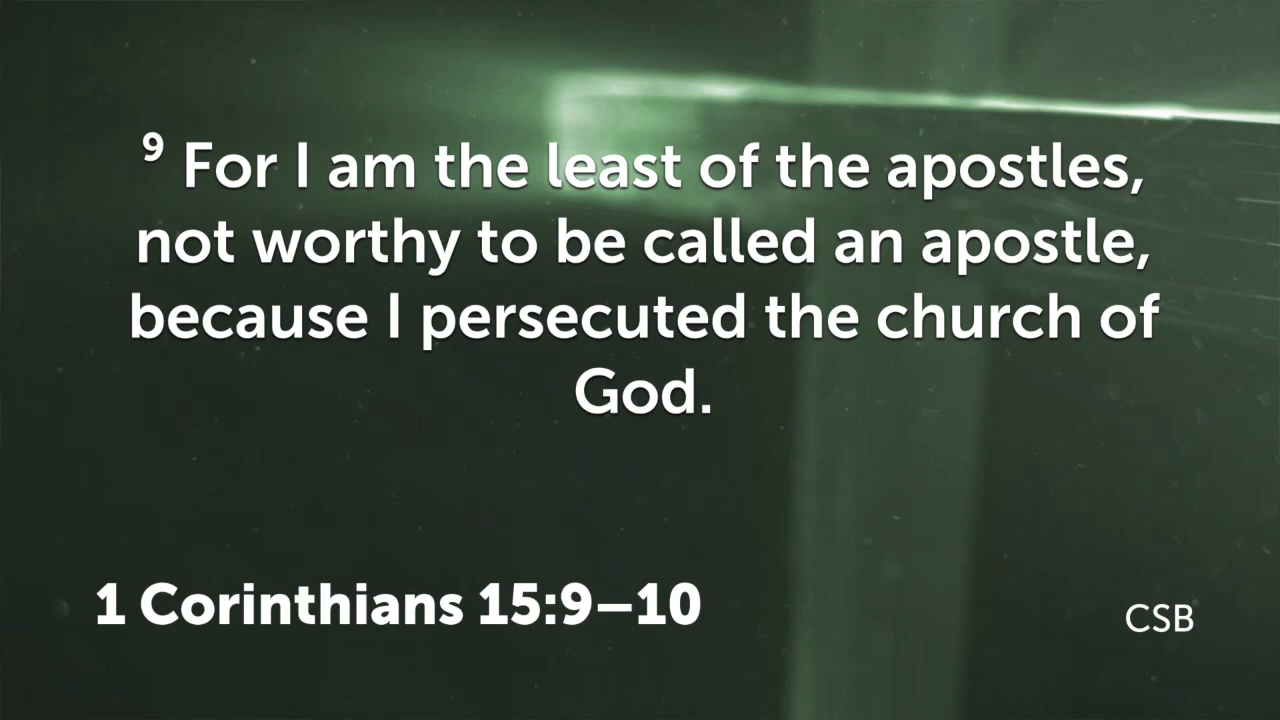 ⁹ For I am the least of the apostles,
not worthy to be called an apostle,
because I persecuted the church of
God.
1 Corinthians 15:9–10
CSB